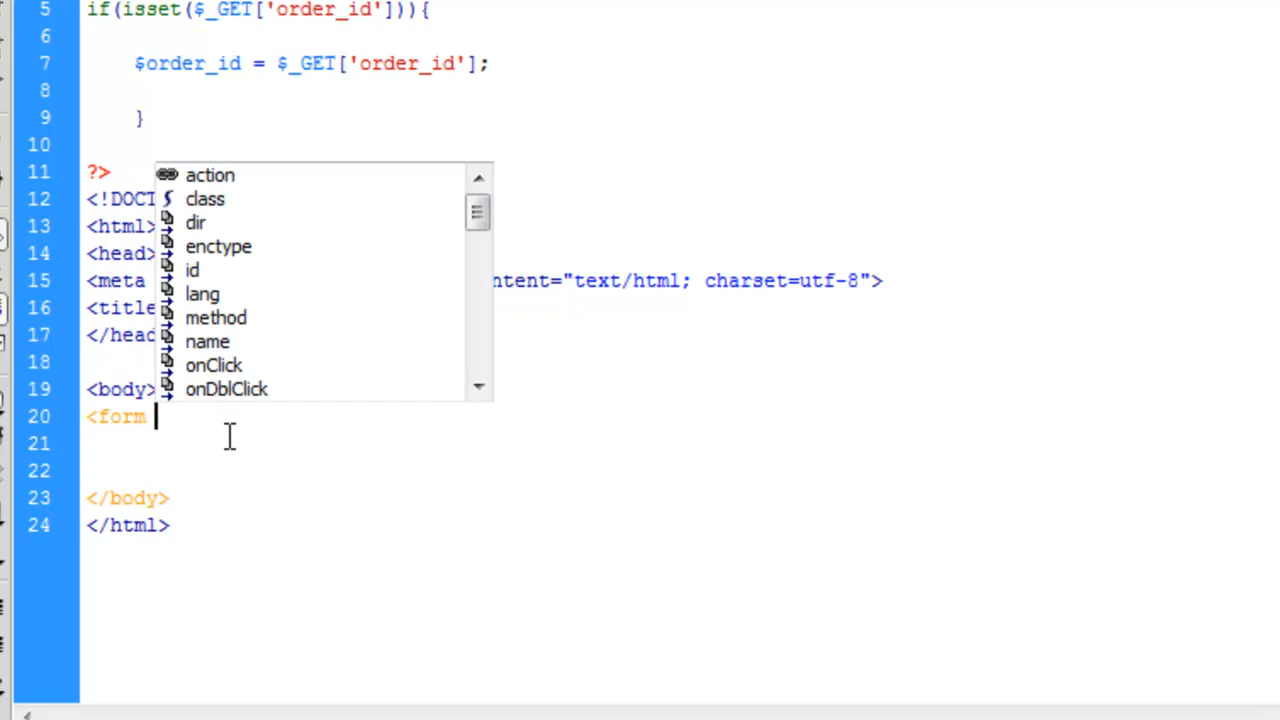 5 if(isset($_GET['order_id'])){
6
7 $order_id = $_GET['order_id'];
8
9 }
10
11 ?>
12 <!DOCT
13 <html>
14 <head>
15 <meta ntent="text/html; charset=utf-8">
16 <title
17 </head
18
19 <body>
20 <form
21
22
23 </body>
24 </html>
action
class
dir
enctype
id
lang
method
name
onClick
onDblClick